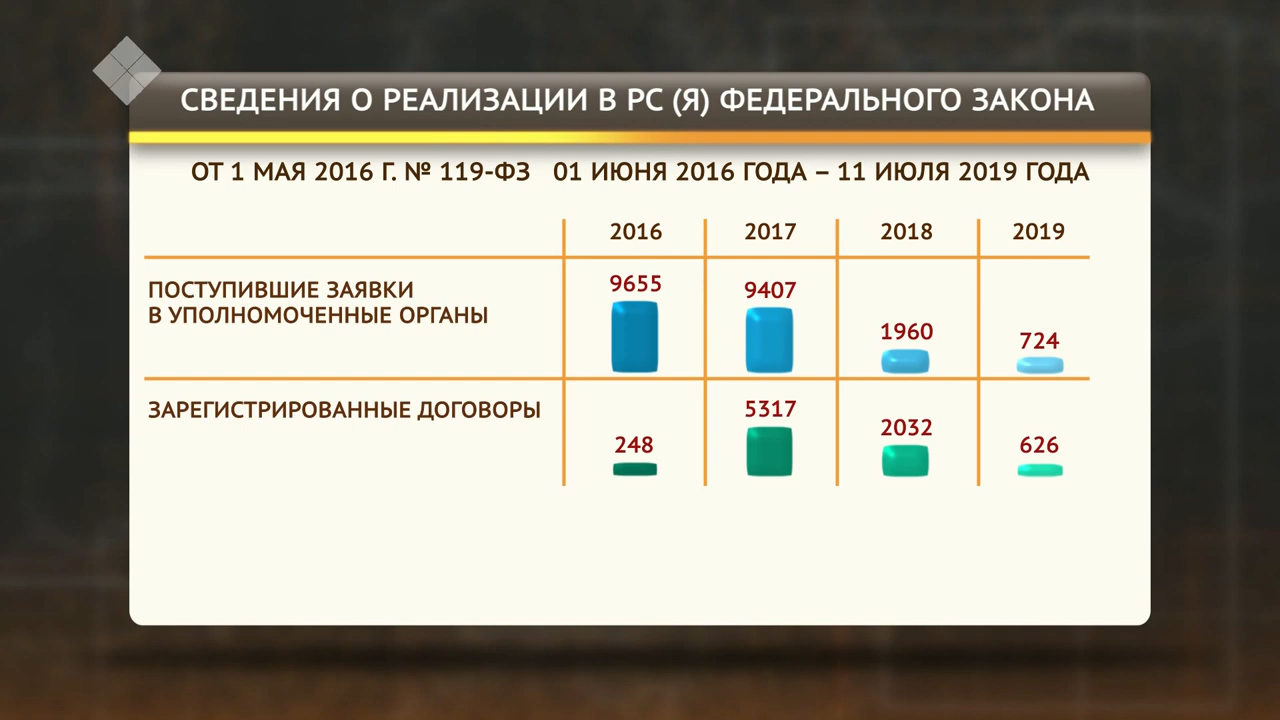 СВЕДЕНИЯ О РЕАЛИЗАЦИИ В РС (Я) ФЕДЕРАЛЬНОГО ЗАКОНА
ОТ 1 МАЯ 2016 Г. № 119-ФЗ 01 ИЮНЯ 2016 ГОДА – 11 ИЮЛЯ 2019 ГОДА
2016 2017 2018 2019
ПОСТУПИВШИЕ ЗАЯВКИ
В УПОЛНОМОЧЕННЫЕ ОРГАНЫ
9655 9407 1960 724
ЗАРЕГИСТРИРОВАННЫЕ ДОГОВОРЫ
248 5317 2032 626